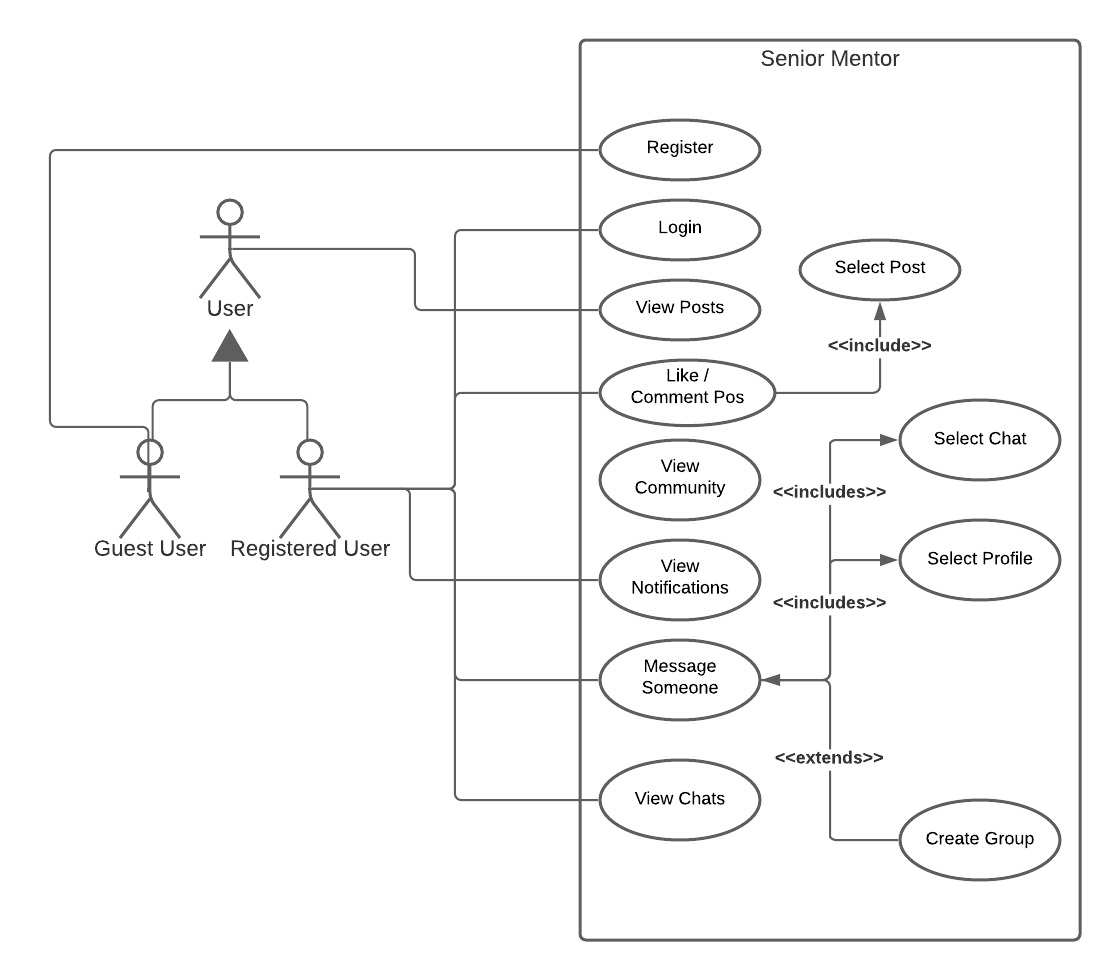 Senior Mentor
Register
Login
User
View Posts
Select Post
<<include>>
Like /
Comment Pos
Select Chat
View
Community
<<includes>>
Guest User
Registered User
View
Notifications
Select Profile
<<includes>>
Message
Someone
<<extends>>
View Chats
Create Group